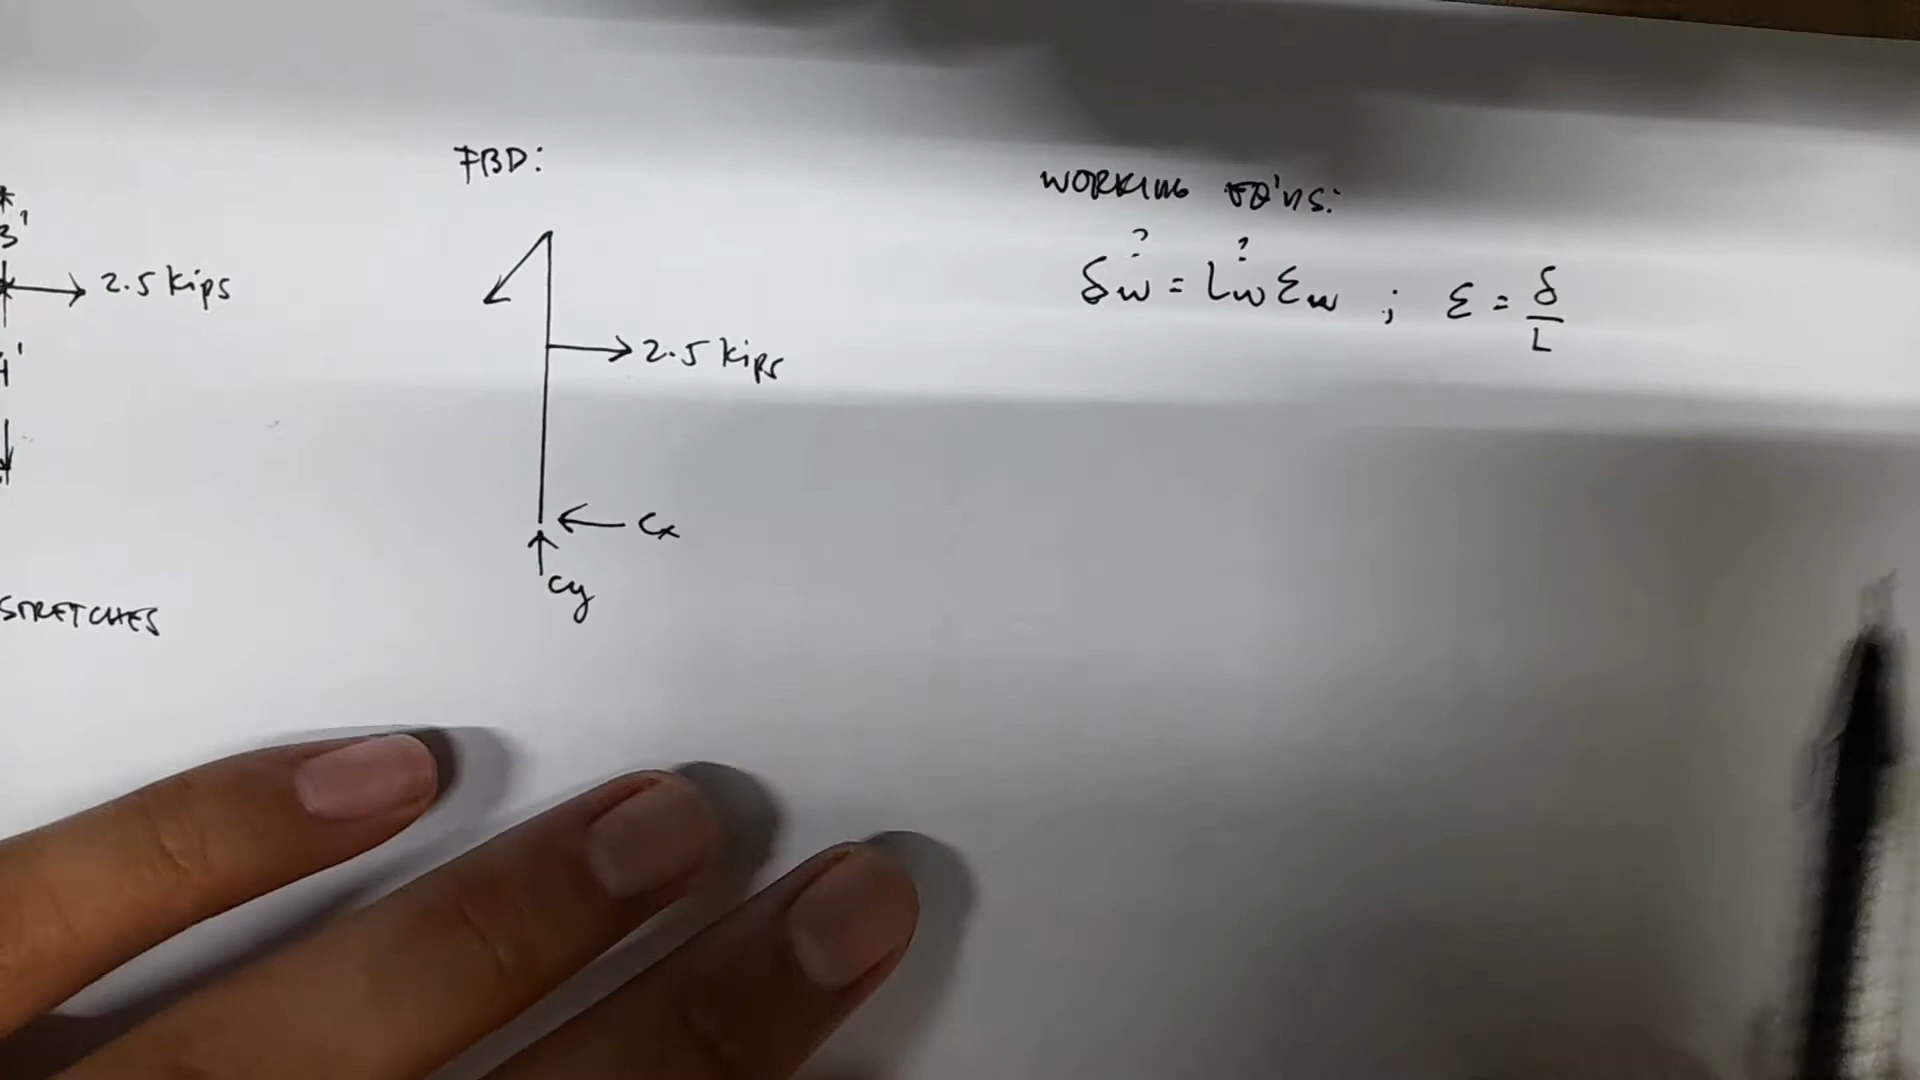 3'
2.5 kips
4'
STRETCHES
FBD:
2.5 kips
Cx
Cy
WORKING EQ'NS:
? ?
δw = Lw εw ; ε = δ/L